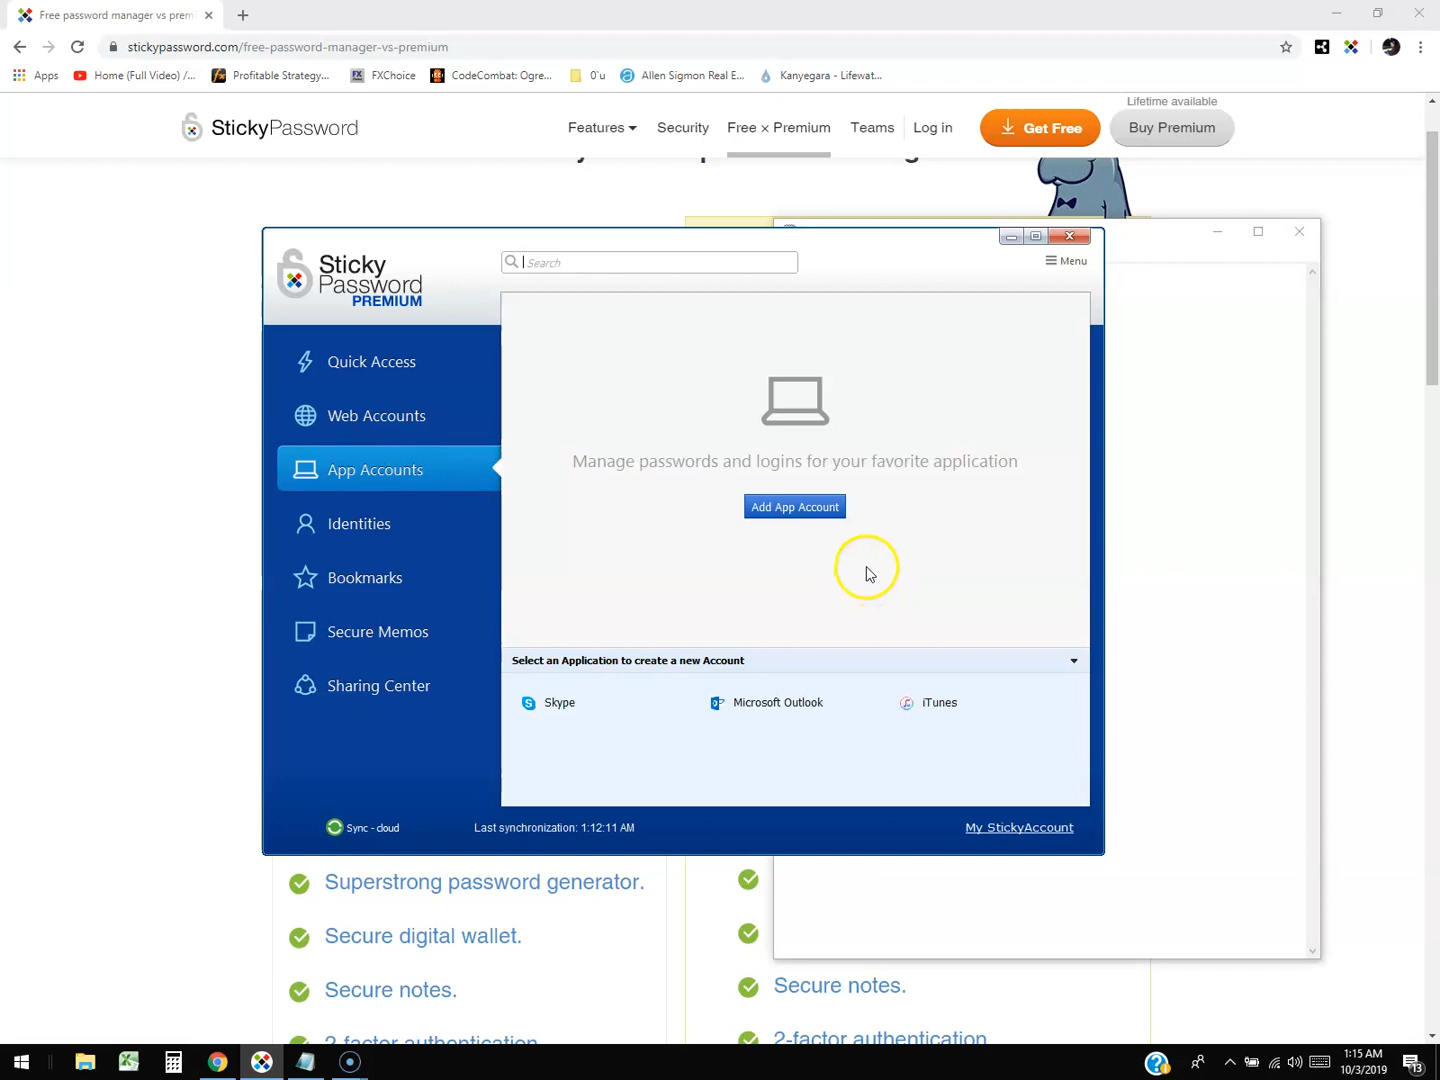 Free password manager vs prem
stickypassword.com/free-password-manager-vs-premium
Apps
Home (Full Video) /...
Profitable Strategy...
FXChoice
CodeCombat: Ogre...
0`u
Allen Sigmon Real E...
Kanyegara - Lifewat...
StickyPassword
Features
Security
Free × Premium
Teams
Log in
Get Free
Lifetime available
Buy Premium
Sticky
Password
PREMIUM
Search
Menu
Quick Access
Web Accounts
App Accounts
Identities
Bookmarks
Secure Memos
Sharing Center
Manage passwords and logins for your favorite application
Add App Account
Select an Application to create a new Account
Skype
Microsoft Outlook
iTunes
Sync - cloud
Last synchronization: 1:12:11 AM
My StickyAccount
Superstrong password generator.
Secure digital wallet.
Secure notes.
Secure notes.
2-factor authentication
2-factor authentication
1:15 AM
10/3/2019
13